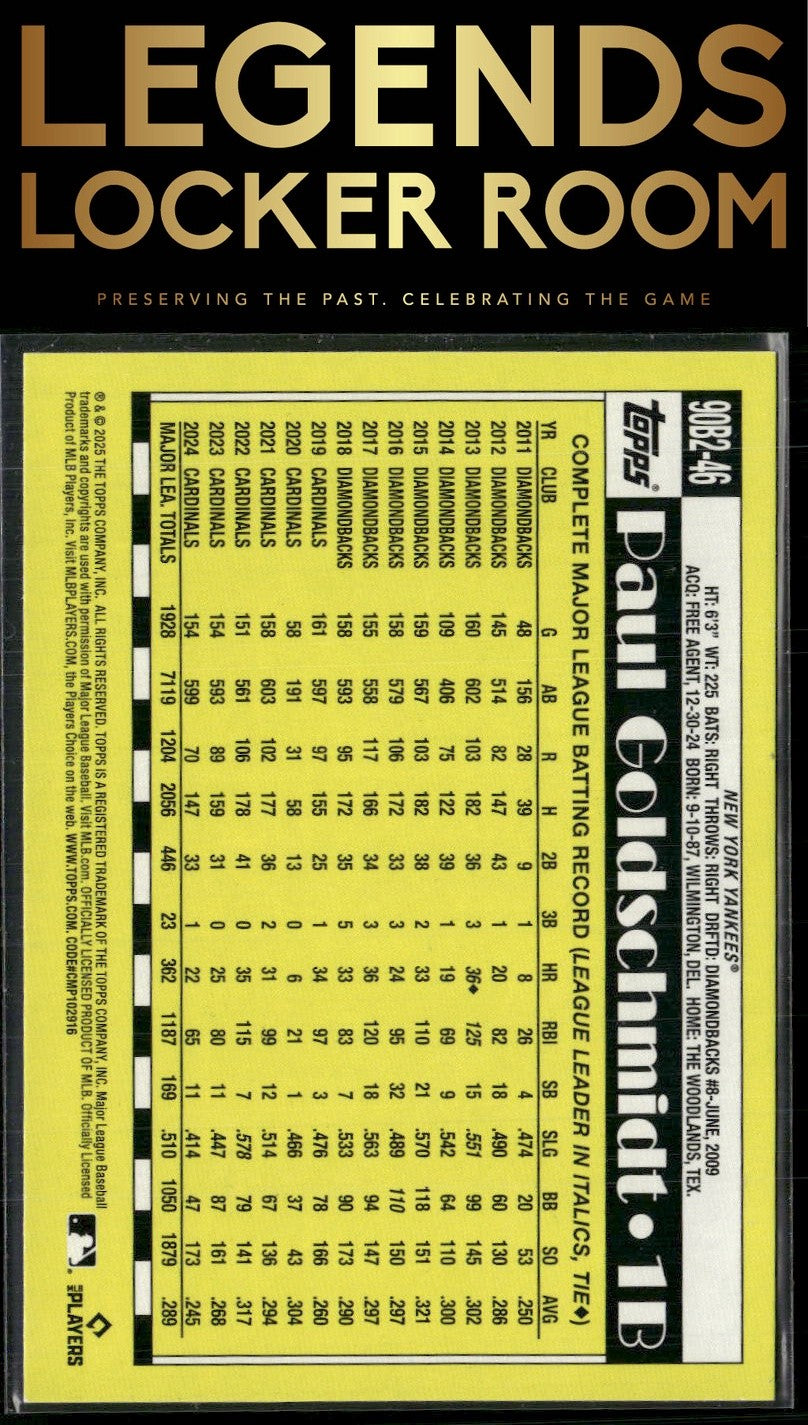 LEGENDS
LOCKER ROOM
PRESERVING THE PAST. CELEBRATING THE GAME
90B2-46
NEW YORK YANKEES®
HT: 6'3" WT: 225 BATS: RIGHT THROWS: RIGHT DRFTD: DIAMONDBACKS #8-JUNE, 2009
ACQ: FREE AGENT, 12-30-24 BORN: 9-10-87, WILMINGTON, DEL. HOME: THE WOODLANDS, TEX.
Topps® Paul Goldschmidt • 1B
COMPLETE MAJOR LEAGUE BATTING RECORD (LEAGUE LEADER IN ITALICS, TIE♦)
YR CLUB G AB R H 2B 3B HR RBI SB SLG BB SO AVG
2011 DIAMONDBACKS 48 156 28 39 9 1 8 26 4 .474 20 53 .250
2012 DIAMONDBACKS 145 514 82 147 43 1 20 82 18 .490 60 130 .286
2013 DIAMONDBACKS 160 602 103 182 36 3 36♦ 125 15 .551 99 145 .302
2014 DIAMONDBACKS 109 406 75 122 39 1 19 69 9 .542 64 110 .300
2015 DIAMONDBACKS 159 567 103 182 38 2 33 110 21 .570 118 151 .321
2016 DIAMONDBACKS 158 579 106 172 33 3 24 95 32 .489 110 150 .297
2017 DIAMONDBACKS 155 558 117 166 34 3 36 120 18 .563 94 147 .297
2018 DIAMONDBACKS 158 593 95 172 35 5 33 83 7 .533 90 173 .290
2019 CARDINALS 161 597 97 155 25 1 34 97 3 .476 78 166 .260
2020 CARDINALS 58 191 31 58 13 0 6 21 1 .466 37 43 .304
2021 CARDINALS 158 603 102 177 36 2 31 99 12 .514 67 136 .294
2022 CARDINALS 151 561 106 178 41 0 35 115 7 .578 79 141 .317
2023 CARDINALS 154 593 89 159 31 0 25 80 11 .447 87 161 .268
2024 CARDINALS 154 599 70 147 33 1 22 65 11 .414 47 173 .245
MAJOR LEA. TOTALS 1928 7119 1204 2056 446 23 362 1187 169 .510 1050 1879 .289
® & © 2025 THE TOPPS COMPANY, INC. ALL RIGHTS RESERVED. TOPPS IS A REGISTERED TRADEMARK OF THE TOPPS COMPANY, INC. Major League Baseball
trademarks and copyrights are used with permission of Major League Baseball. Visit MLB.com. OFFICIALLY LICENSED PRODUCT OF MLB. Officially Licensed
Product of MLB Players, Inc. Visit MLBPLAYERS.COM, the Players Choice on the web. WWW.TOPPS.COM. CODE#CMP102916
MLB PLAYERS